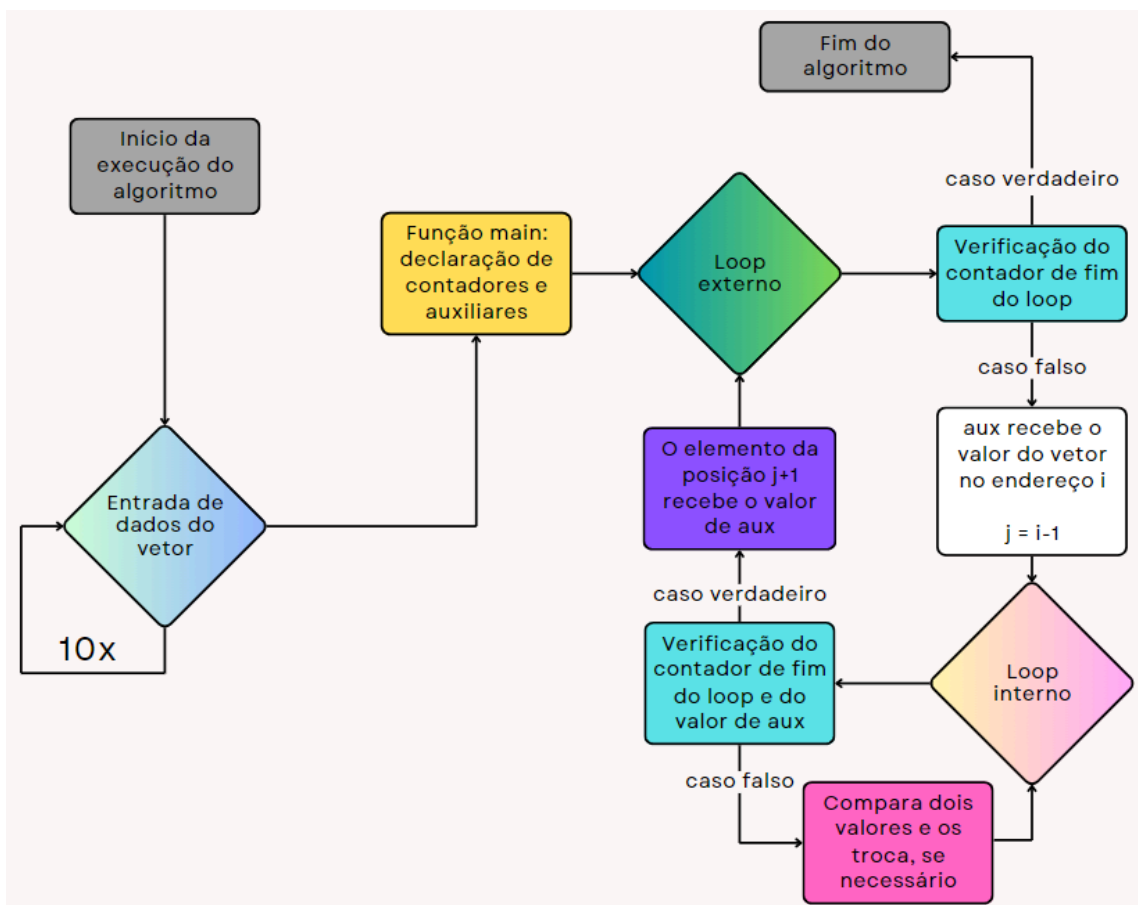 Início da
execução do
algoritmo
Entrada de
dados do
vetor
10x
Função main:
declaração de
contadores e
auxiliares
Loop
externo
Verificação do
contador de fim
do loop
caso verdadeiro
Fim do
algoritmo
caso falso
aux recebe o
valor do vetor
no endereço i
j = i-1
Loop
interno
Verificação do
contador de fim
do loop e do
valor de aux
caso falso
Compara dois
valores e os
troca, se
necessário
caso verdadeiro
O elemento da
posição j+1
recebe o valor
de aux